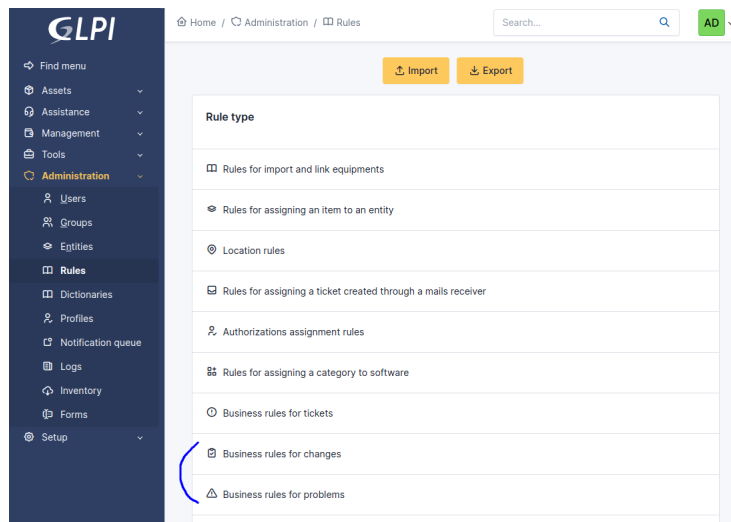 GLPI
Home / Administration / Rules
Search...
AD
Find menu
Assets
Assistance
Management
Tools
Administration
Users
Groups
Entities
Rules
Dictionaries
Profiles
Notification queue
Logs
Inventory
Forms
Setup
Import
Export
Rule type
Rules for import and link equipments
Rules for assigning an item to an entity
Location rules
Rules for assigning a ticket created through a mails receiver
Authorizations assignment rules
Rules for assigning a category to software
Business rules for tickets
Business rules for changes
Business rules for problems